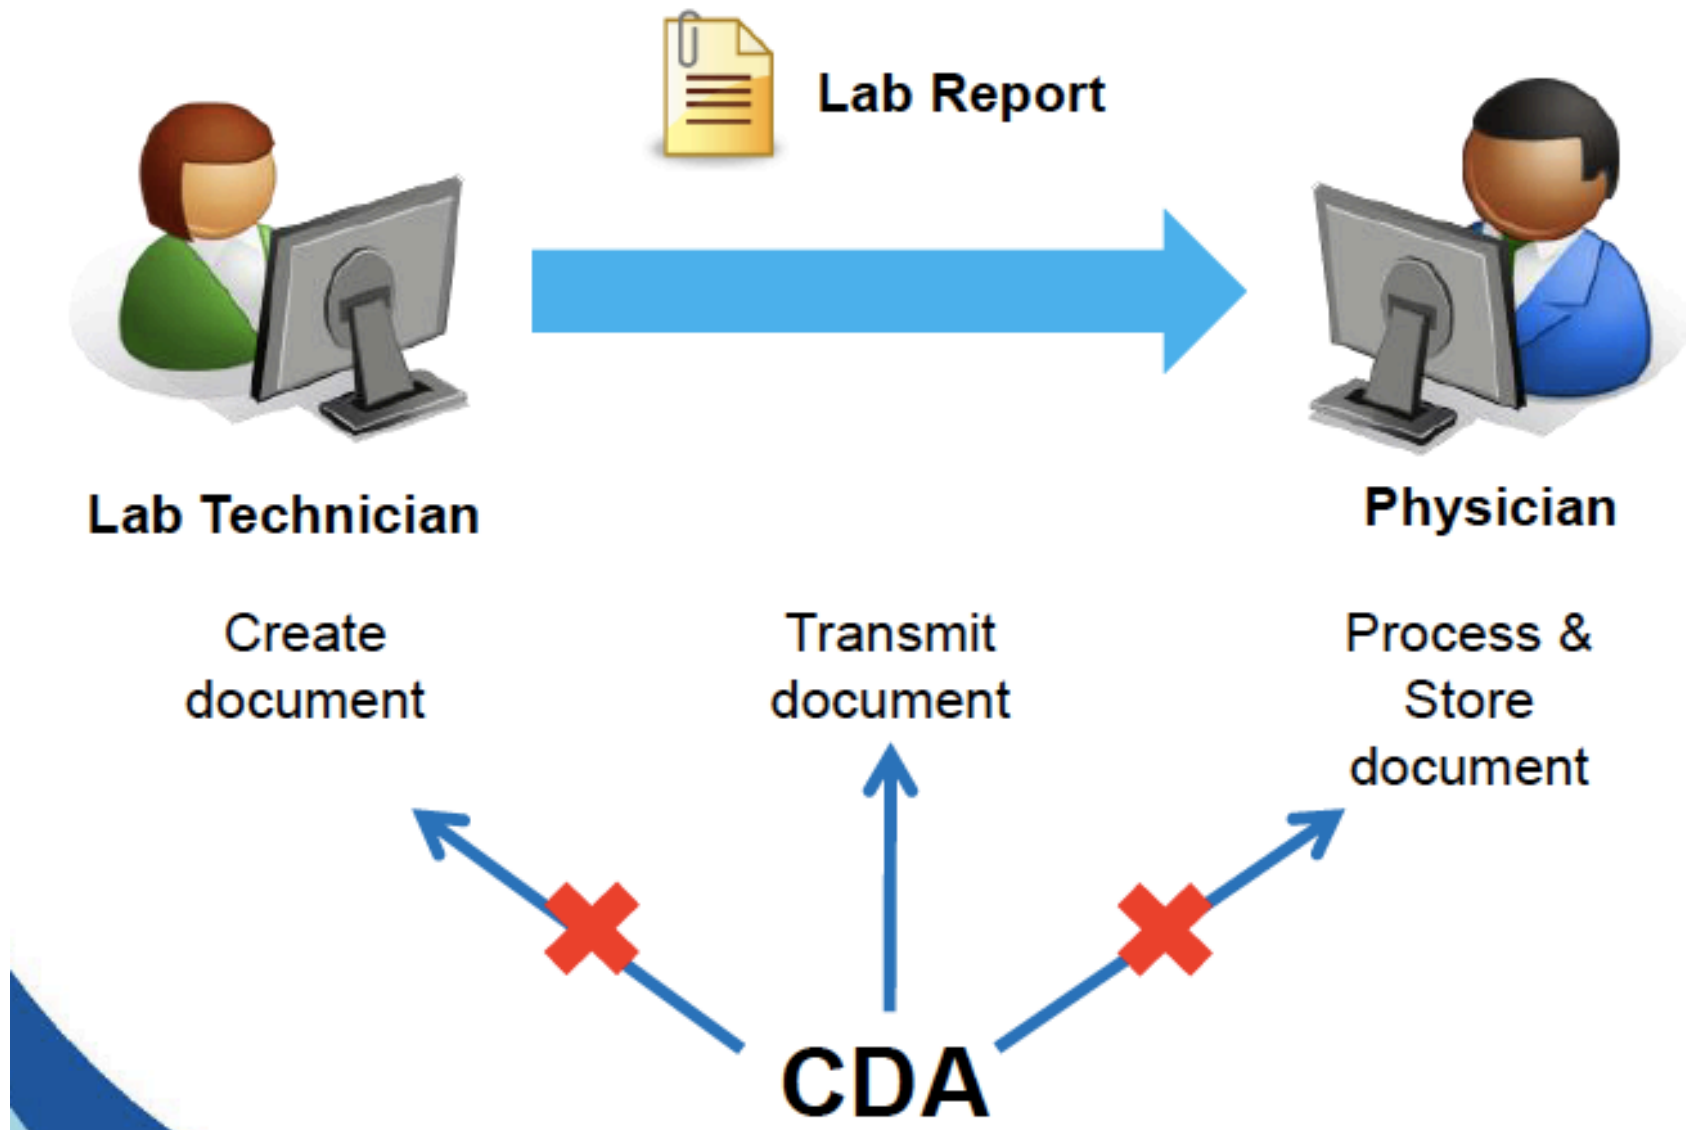 Lab Report
Lab Technician
Physician
Create
document
Transmit
document
Process &
Store
document
CDA